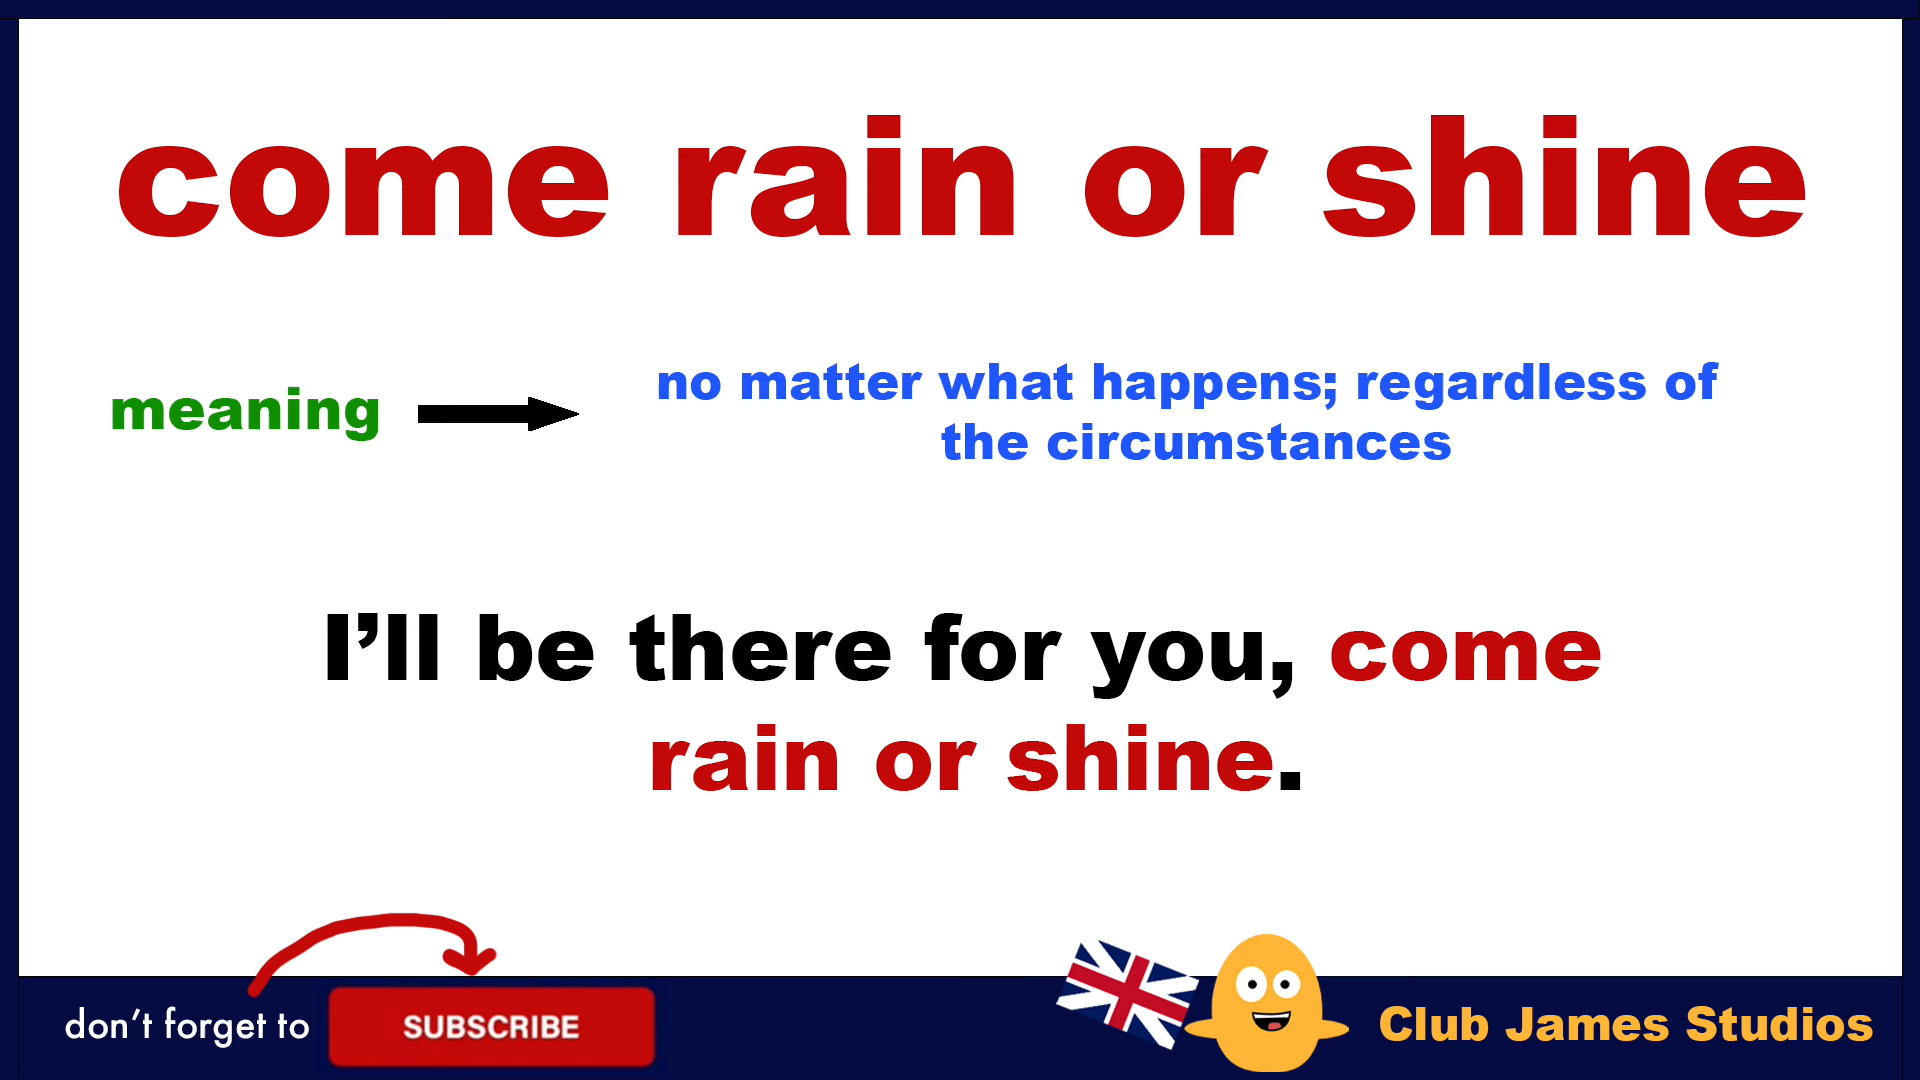 come rain or shine
meaning
no matter what happens; regardless of
the circumstances
I’ll be there for you, come
rain or shine.
don’t forget to
SUBSCRIBE
Club James Studios